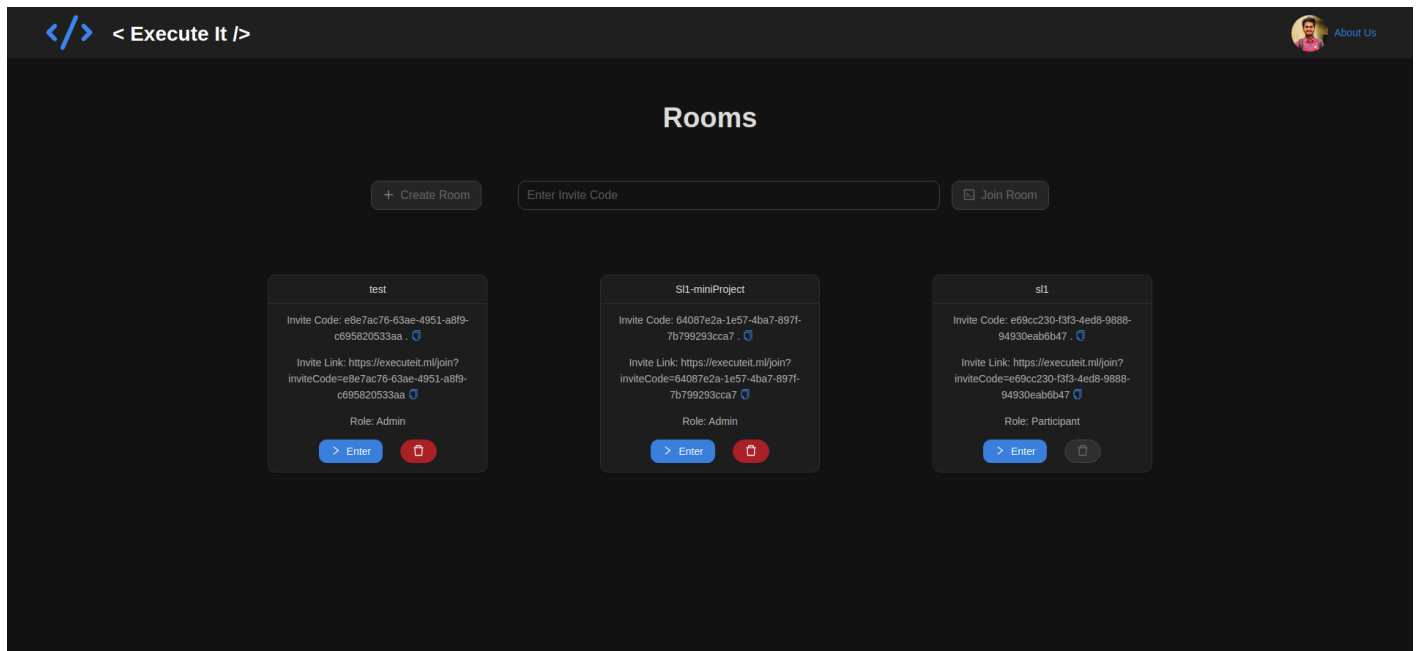 </> < Execute It />
About Us
Rooms
+ Create Room
Enter Invite Code
Join Room
test
Invite Code: e8e7ac76-63ae-4951-a8f9-
c695820533aa .
Invite Link: https://executeit.ml/join?
inviteCode=e8e7ac76-63ae-4951-a8f9-
c695820533aa
Role: Admin
> Enter
Sl1-miniProject
Invite Code: 64087e2a-1e57-4ba7-897f-
7b799293cca7 .
Invite Link: https://executeit.ml/join?
inviteCode=64087e2a-1e57-4ba7-897f-
7b799293cca7
Role: Admin
> Enter
sl1
Invite Code: e69cc230-f3f3-4ed8-9888-
94930eab6b47 .
Invite Link: https://executeit.ml/join?
inviteCode=e69cc230-f3f3-4ed8-9888-
94930eab6b47
Role: Participant
> Enter